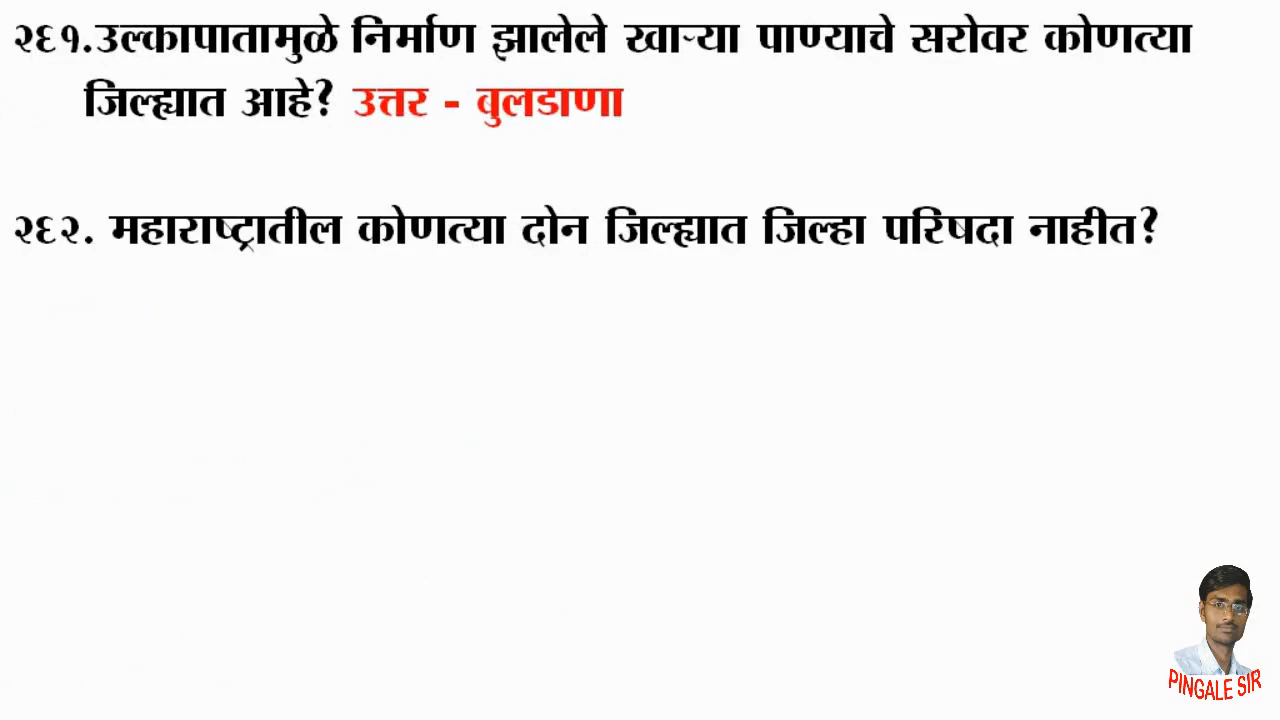 २६१.उल्कापातामुळे निर्माण झालेले खाऱ्या पाण्याचे सरोवर कोणत्या
जिल्ह्यात आहे? उत्तर - बुलडाणा
२६२. महाराष्ट्रातील कोणत्या दोन जिल्ह्यात जिल्हा परिषदा नाहीत?
PINGALE SIR